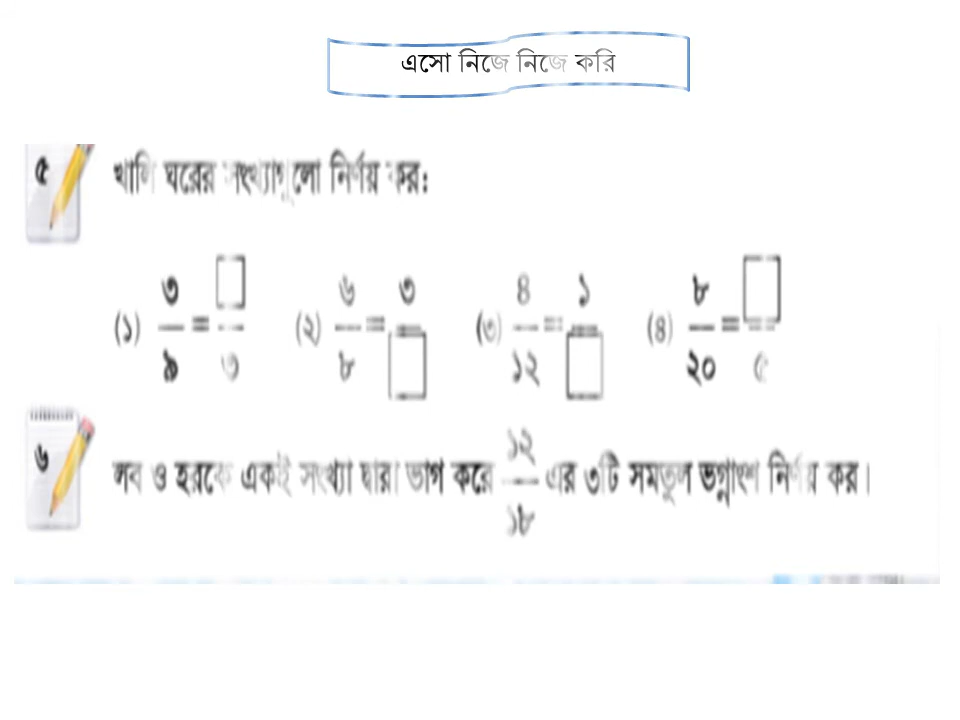 এসো নিজে নিজে করি
৫ খালি ঘরের সংখ্যাগুলো নির্ণয় কর:
(১) ৩/৯ = □/৩ (২) ৬/৮ = ৩/□ (৩) ৪/১২ = ১/□ (৪) ৮/২০ = □/৫
৬ লব ও হরকে একই সংখ্যা দ্বারা ভাগ করে ১২/১৮ এর ৩টি সমতুল ভগ্নাংশ নির্ণয় কর।